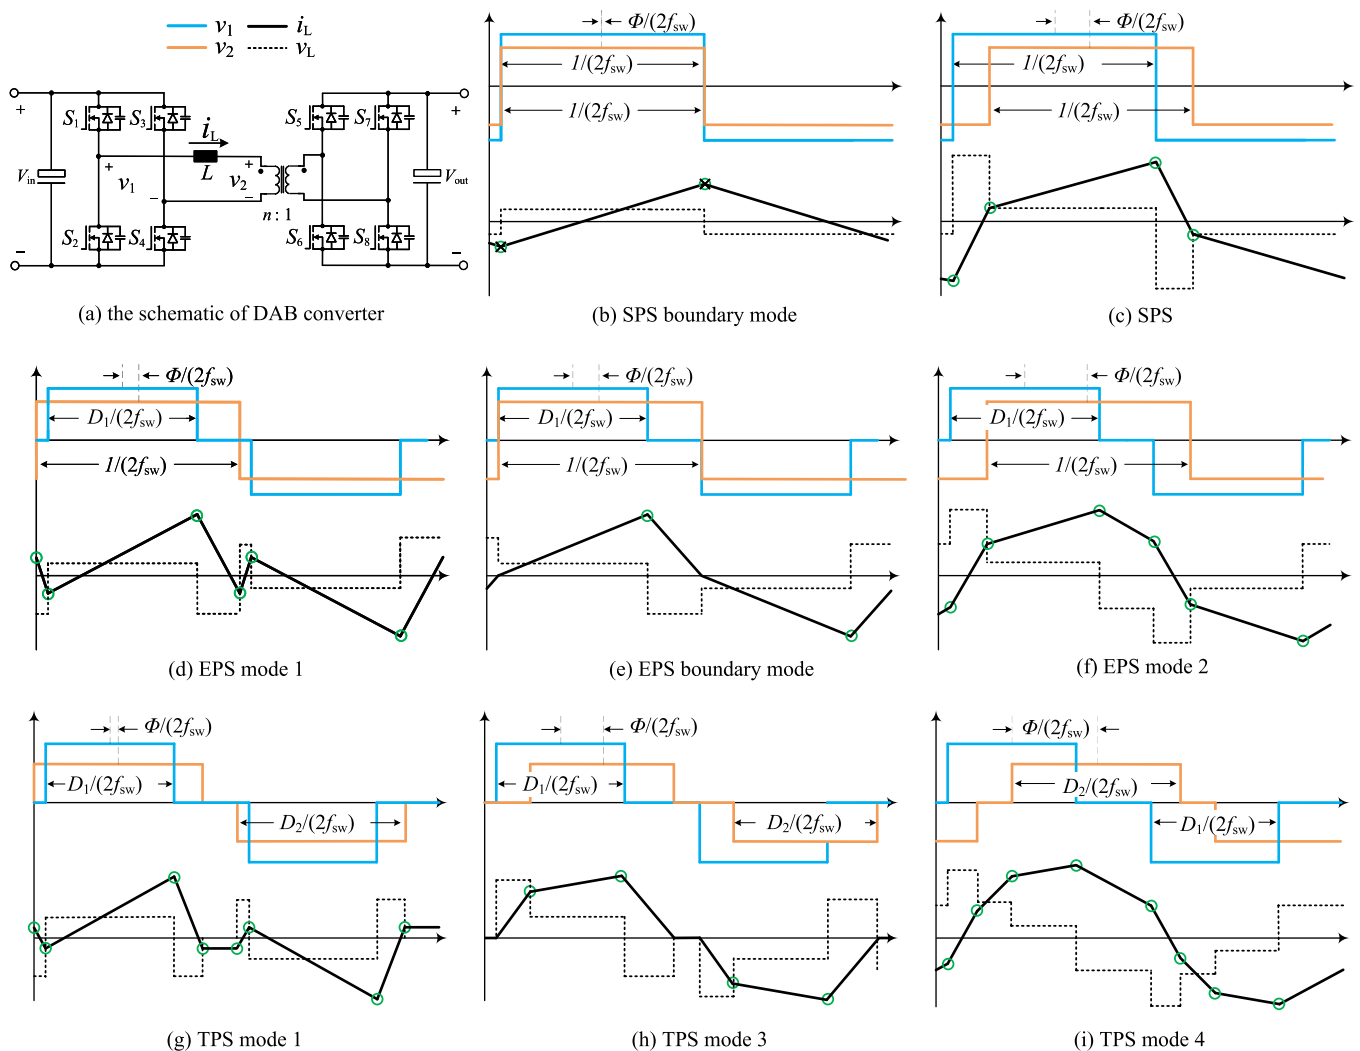 v1 iL
v2 vL
S1 S3 S5 S7
+ +
iL
L
+ v1 −
+ v2 −
Vin Vout
n : 1
S2 S4 S6 S8
− −
(a) the schematic of DAB converter
Φ/(2fsw)
1/(2fsw)
1/(2fsw)
(b) SPS boundary mode
Φ/(2fsw)
1/(2fsw)
1/(2fsw)
(c) SPS
Φ/(2fsw)
D1/(2fsw)
1/(2fsw)
(d) EPS mode 1
Φ/(2fsw)
D1/(2fsw)
1/(2fsw)
(e) EPS boundary mode
Φ/(2fsw)
D1/(2fsw)
1/(2fsw)
(f) EPS mode 2
Φ/(2fsw)
D1/(2fsw)
D2/(2fsw)
(g) TPS mode 1
Φ/(2fsw)
D1/(2fsw)
D2/(2fsw)
(h) TPS mode 3
Φ/(2fsw)
D2/(2fsw)
D1/(2fsw)
(i) TPS mode 4